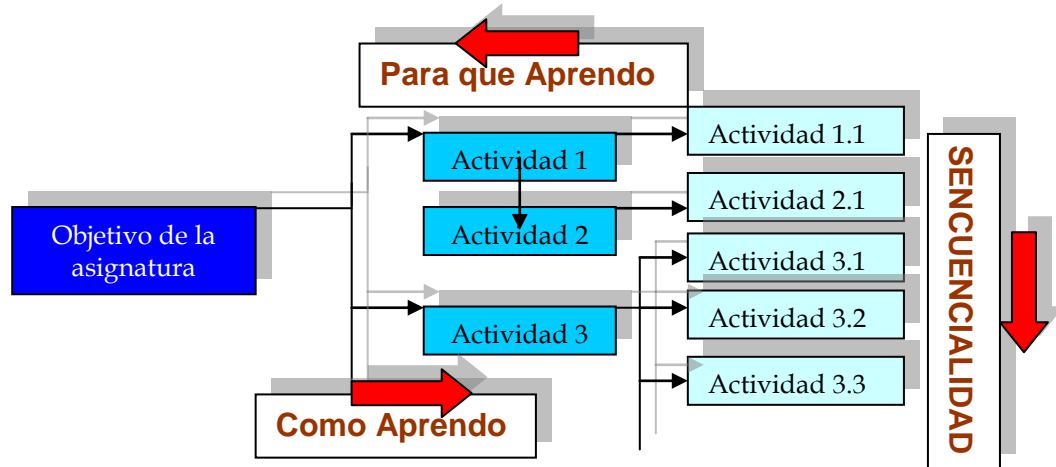 Para que Aprendo
Actividad 1.1
Actividad 1
Actividad 2.1
Actividad 2
Objetivo de la
asignatura
Actividad 3.1
Actividad 3.2
Actividad 3
Actividad 3.3
Como Aprendo
SENCUENCIALIDAD